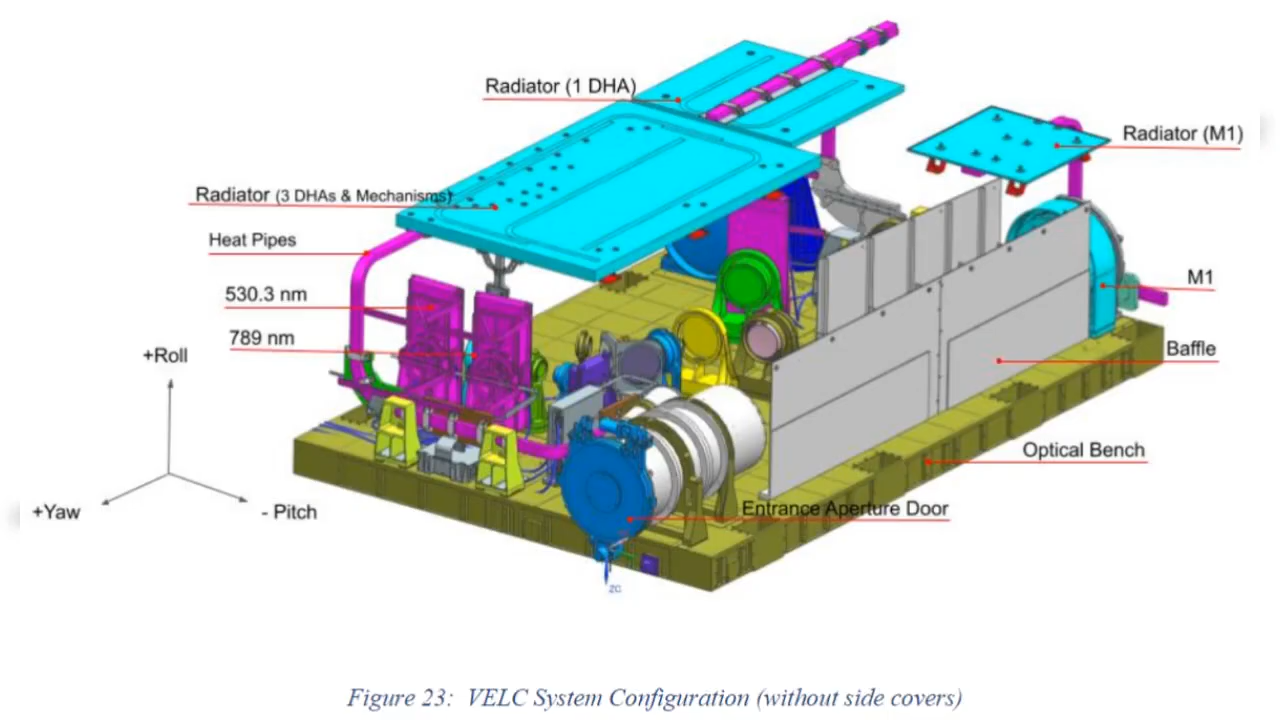 Radiator (1 DHA)
Radiator (M1)
Radiator (3 DHAs & Mechanisms)
Heat Pipes
530.3 nm
M1
789 nm
Baffle
+Roll
Optical Bench
+Yaw
- Pitch
Entrance Aperture Door
ZG
Figure 23: VELC System Configuration (without side covers)